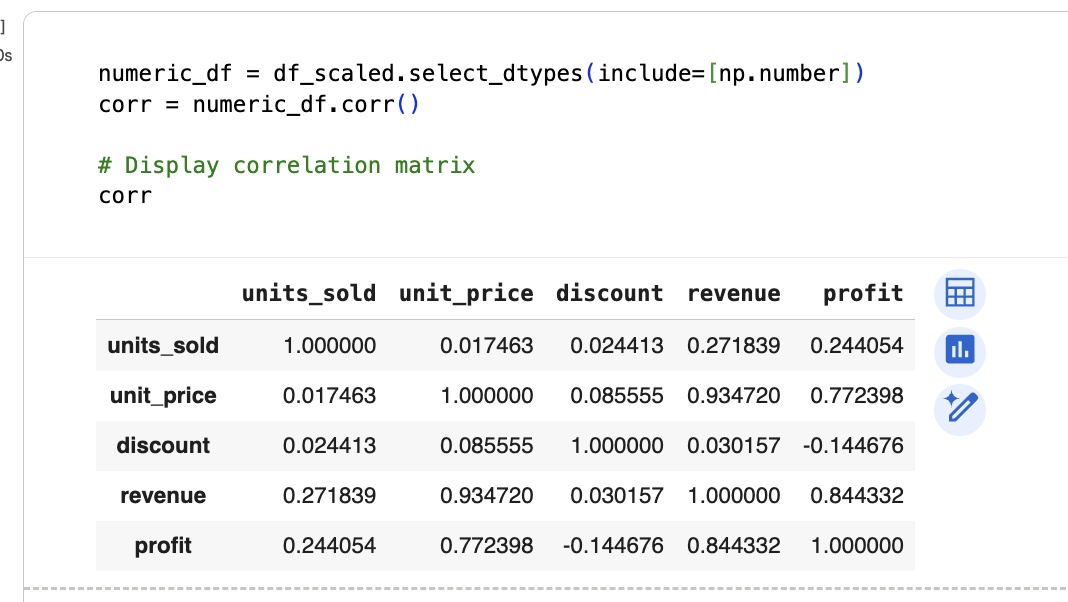 ]
0s
numeric_df = df_scaled.select_dtypes(include=[np.number])
corr = numeric_df.corr()
# Display correlation matrix
corr
units_sold unit_price discount revenue profit
units_sold 1.000000 0.017463 0.024413 0.271839 0.244054
unit_price 0.017463 1.000000 0.085555 0.934720 0.772398
discount 0.024413 0.085555 1.000000 0.030157 -0.144676
revenue 0.271839 0.934720 0.030157 1.000000 0.844332
profit 0.244054 0.772398 -0.144676 0.844332 1.000000